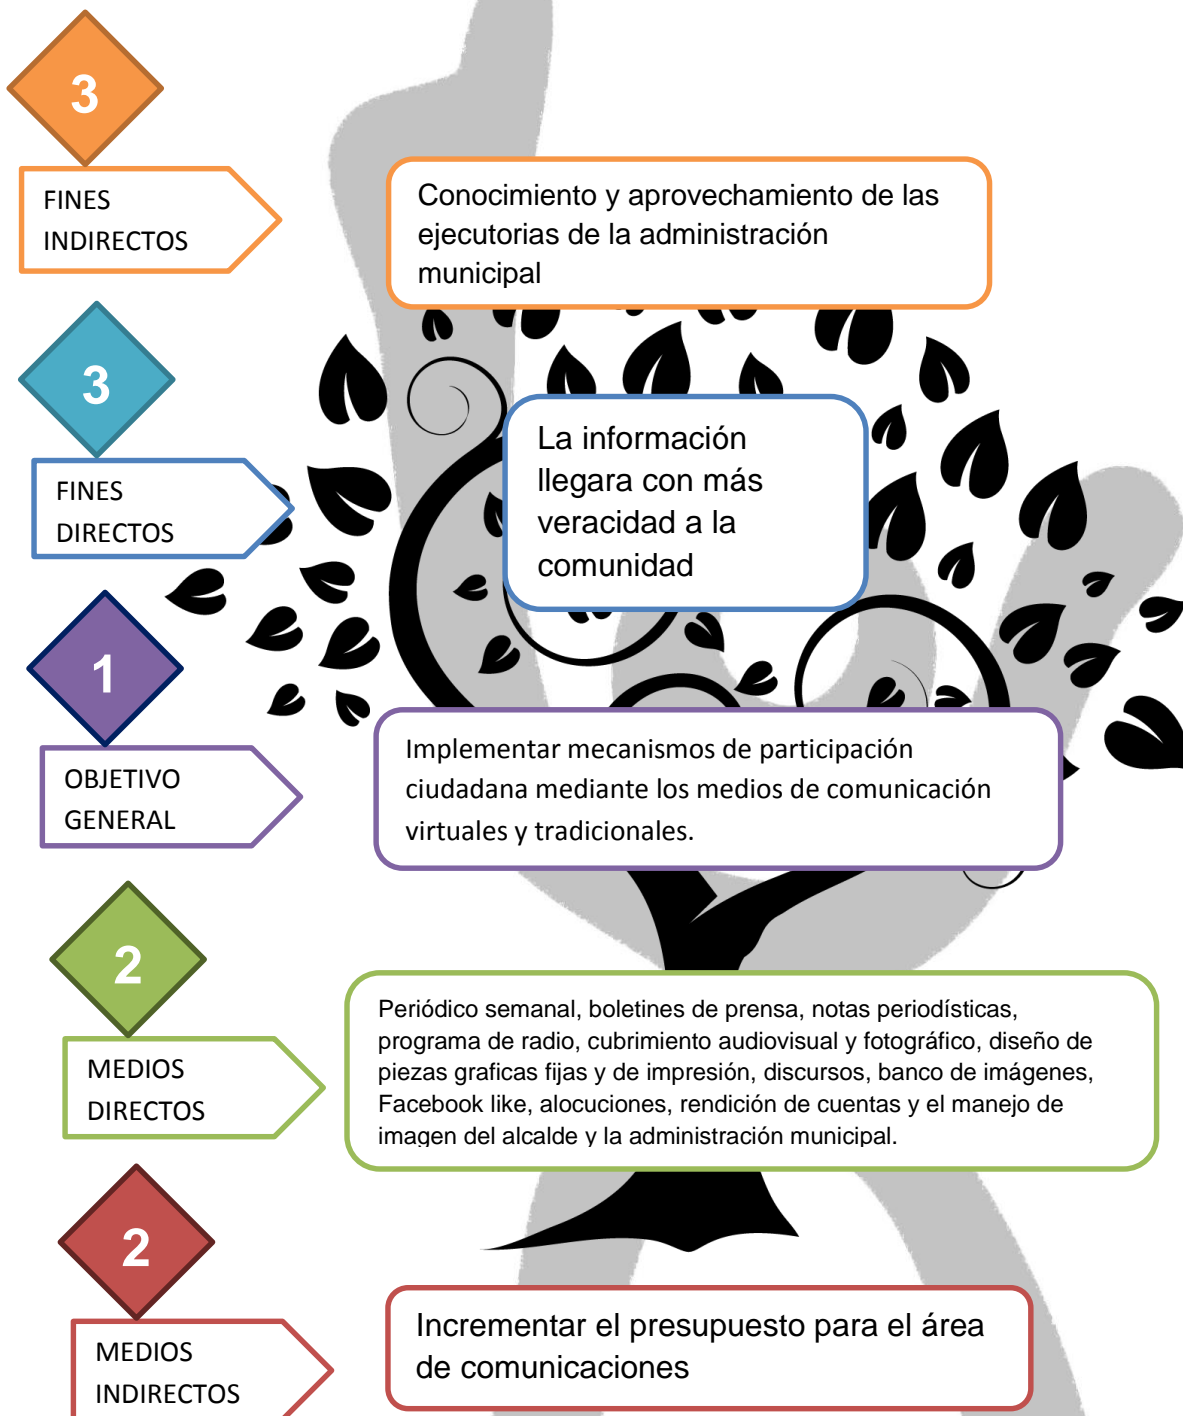 3
FINES
INDIRECTOS
Conocimiento y aprovechamiento de las
ejecutorias de la administración
municipal
3
FINES
DIRECTOS
La información
llegara con más
veracidad a la
comunidad
1
OBJETIVO
GENERAL
Implementar mecanismos de participación
ciudadana mediante los medios de comunicación
virtuales y tradicionales.
2
MEDIOS
DIRECTOS
Periódico semanal, boletines de prensa, notas periodísticas,
programa de radio, cubrimiento audiovisual y fotográfico, diseño de
piezas graficas fijas y de impresión, discursos, banco de imágenes,
Facebook like, alocuciones, rendición de cuentas y el manejo de
imagen del alcalde y la administración municipal.
2
MEDIOS
INDIRECTOS
Incrementar el presupuesto para el área
de comunicaciones